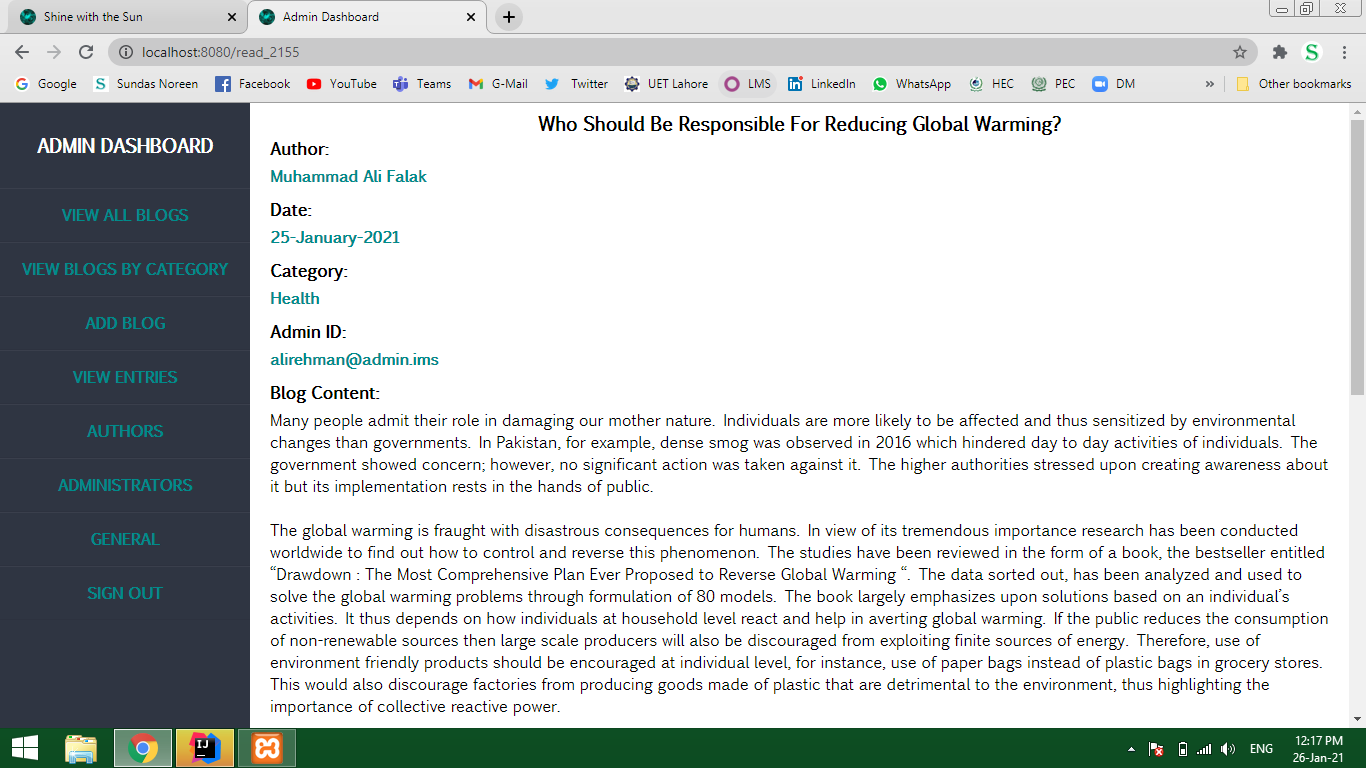 Shine with the Sun
Admin Dashboard
localhost:8080/read_2155
Google Sundas Noreen Facebook YouTube Teams G-Mail Twitter UET Lahore LMS LinkedIn WhatsApp HEC PEC DM » Other bookmarks
ADMIN DASHBOARD
VIEW ALL BLOGS
VIEW BLOGS BY CATEGORY
ADD BLOG
VIEW ENTRIES
AUTHORS
ADMINISTRATORS
GENERAL
SIGN OUT
Who Should Be Responsible For Reducing Global Warming?
Author:
Muhammad Ali Falak
Date:
25-January-2021
Category:
Health
Admin ID:
alirehman@admin.ims
Blog Content:
Many people admit their role in damaging our mother nature. Individuals are more likely to be affected and thus sensitized by environmental
changes than governments. In Pakistan, for example, dense smog was observed in 2016 which hindered day to day activities of individuals. The
government showed concern; however, no significant action was taken against it. The higher authorities stressed upon creating awareness about
it but its implementation rests in the hands of public.
The global warming is fraught with disastrous consequences for humans. In view of its tremendous importance research has been conducted
worldwide to find out how to control and reverse this phenomenon. The studies have been reviewed in the form of a book, the bestseller entitled
“Drawdown : The Most Comprehensive Plan Ever Proposed to Reverse Global Warming “. The data sorted out, has been analyzed and used to
solve the global warming problems through formulation of 80 models. The book largely emphasizes upon solutions based on an individual’s
activities. It thus depends on how individuals at household level react and help in averting global warming. If the public reduces the consumption
of non-renewable sources then large scale producers will also be discouraged from exploiting finite sources of energy. Therefore, use of
environment friendly products should be encouraged at individual level, for instance, use of paper bags instead of plastic bags in grocery stores.
This would also discourage factories from producing goods made of plastic that are detrimental to the environment, thus highlighting the
importance of collective reactive power.
ENG
12:17 PM
26-Jan-21